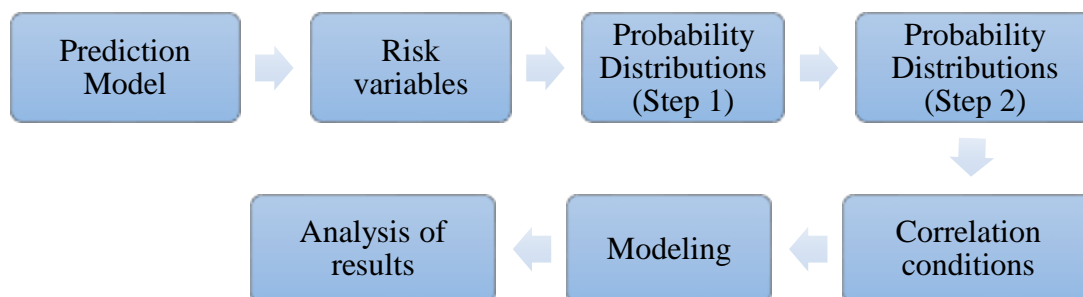 Prediction
Model
Risk
variables
Probability
Distributions
(Step 1)
Probability
Distributions
(Step 2)
Correlation
conditions
Modeling
Analysis of
results